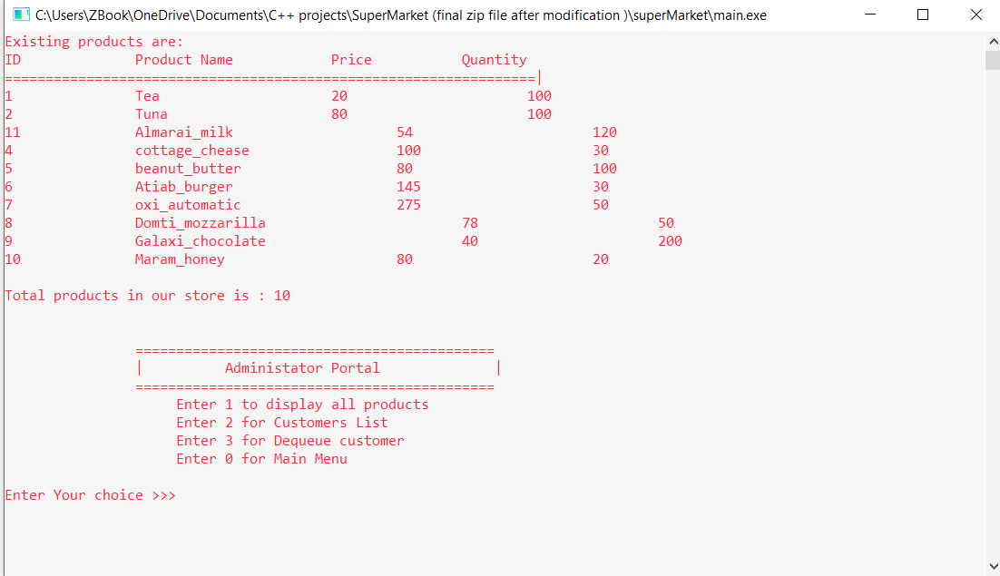 C:\Users\ZBook\OneDrive\Documents\C++ projects\SuperMarket (final zip file after modification )\superMarket\main.exe
Existing products are:
ID Product Name Price Quantity
=================================================================|
1 Tea 20 100
2 Tuna 80 100
11 Almarai_milk 54 120
4 cottage_chease 100 30
5 beanut_butter 80 100
6 Atiab_burger 145 30
7 oxi_automatic 275 50
8 Domti_mozzarilla 78 50
9 Galaxi_chocolate 40 200
10 Maram_honey 80 20
Total products in our store is : 10
============================================
| Administator Portal |
============================================
Enter 1 to display all products
Enter 2 for Customers List
Enter 3 for Dequeue customer
Enter 0 for Main Menu
Enter Your choice >>>